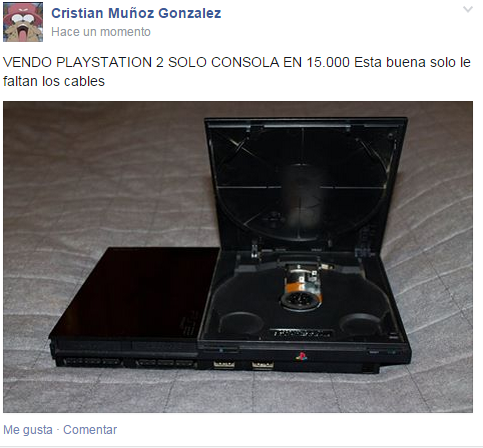 Cristian Muñoz Gonzalez
Hace un momento
VENDO PLAYSTATION 2 SOLO CONSOLA EN 15.000 Esta buena solo le
faltan los cables
Me gusta · Comentar